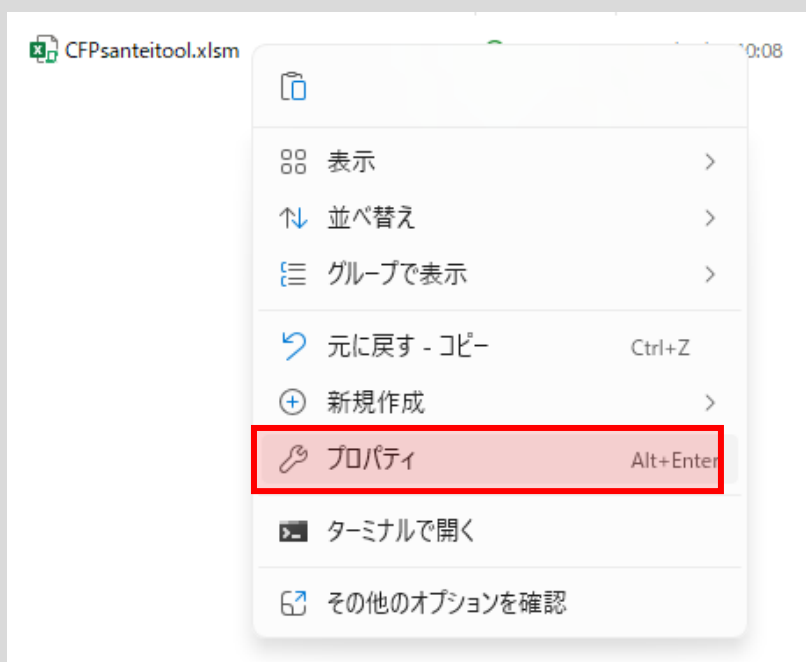 CFPsanteitool.xlsm
表示
並べ替え
グループで表示
元に戻す - コピー Ctrl+Z
新規作成
プロパティ Alt+Enter
ターミナルで開く
その他のオプションを確認